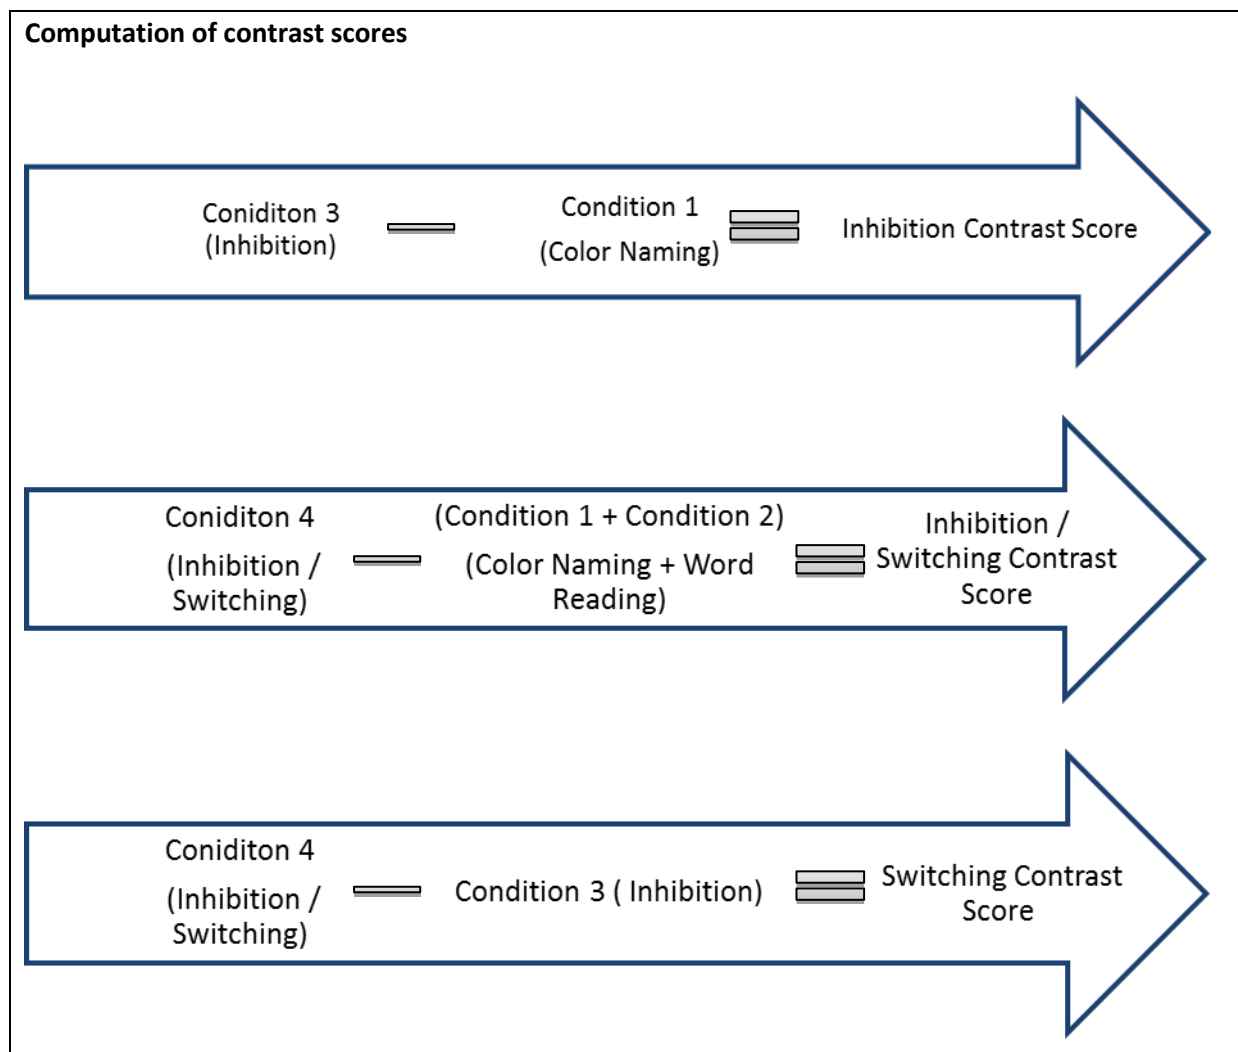 Computation of contrast scores
Coniditon 3
(Inhibition)
Condition 1
(Color Naming)
Inhibition Contrast Score
Coniditon 4
(Inhibition /
Switching)
(Condition 1 + Condition 2)
(Color Naming + Word
Reading)
Inhibition /
Switching Contrast
Score
Coniditon 4
(Inhibition /
Switching)
Condition 3 ( Inhibition)
Switching Contrast
Score